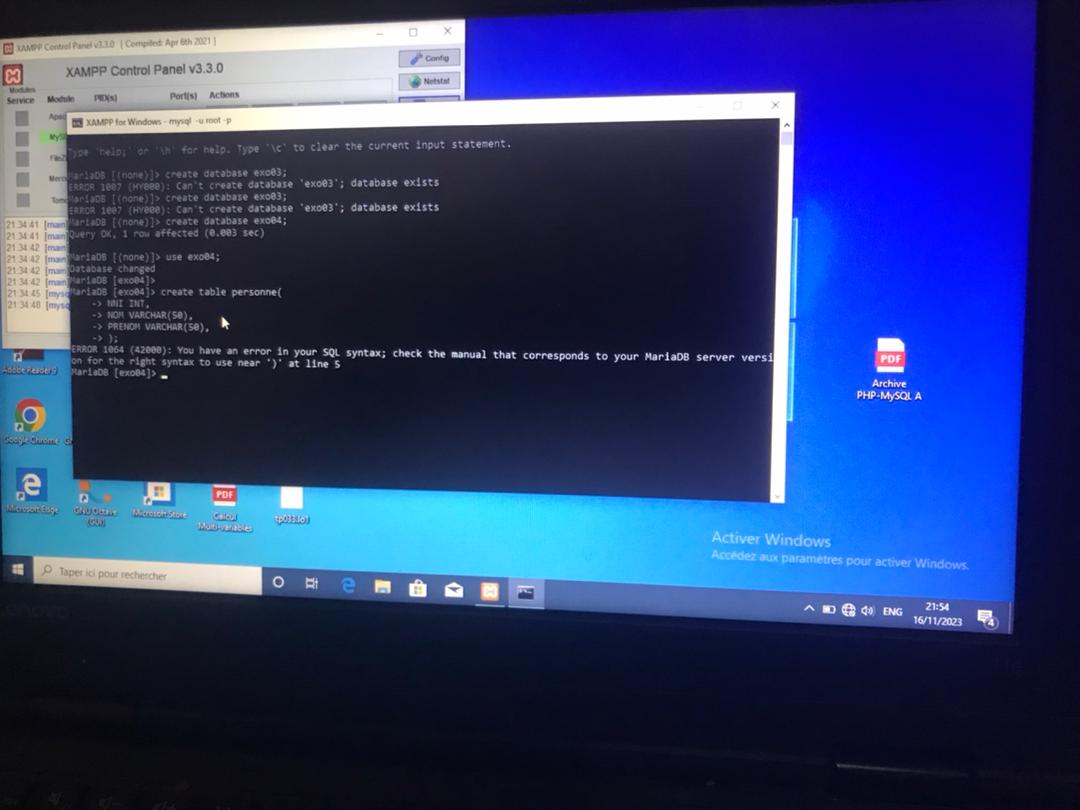 XAMPP Control Panel v3.3.0 [ Compiled: Apr 6th 2021 ]
XAMPP Control Panel v3.3.0
Config
Netstat
Modules
Service Module PID(s) Port(s) Actions
Apac
MyS
FileZ
Merc
Tomc
21:34:41 [main]
21:34:41 [main]
21:34:42 [main]
21:34:42 [main]
21:34:42 [main]
21:34:42 [main]
21:34:45 [mysq
21:34:48 [mysq
XAMPP for Windows - mysql -u root -p
Type 'help;' or '\h' for help. Type '\c' to clear the current input statement.
MariaDB [(none)]> create database exo03;
ERROR 1007 (HY000): Can't create database 'exo03'; database exists
MariaDB [(none)]> create database exo03;
ERROR 1007 (HY000): Can't create database 'exo03'; database exists
MariaDB [(none)]> create database exo04;
Query OK, 1 row affected (0.003 sec)
MariaDB [(none)]> use exo04;
Database changed
MariaDB [exo04]>
MariaDB [exo04]> create table personne(
-> NNI INT,
-> NOM VARCHAR(50),
-> PRENOM VARCHAR(50),
-> );
ERROR 1064 (42000): You have an error in your SQL syntax; check the manual that corresponds to your MariaDB server versi
on for the right syntax to use near ')' at line 5
MariaDB [exo04]>
Adobe Reader 9
Google Chrome
Microsoft Edge
GNU Octave
(GUI)
Microsoft Store
PDF
Calcul
Multi-variables
tp033.lo1
PDF
Archive
PHP-MySQL A
Activer Windows
Accédez aux paramètres pour activer Windows.
Taper ici pour rechercher
ENG
21:54
16/11/2023
4
lenovo